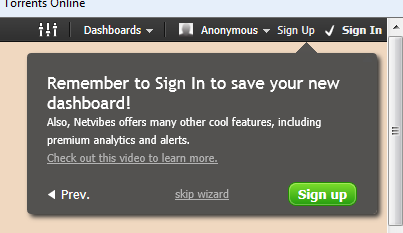 Torrents Online
Dashboards Anonymous Sign Up Sign In
Remember to Sign In to save your new
dashboard!
Also, Netvibes offers many other cool features, including
premium analytics and alerts.
Check out this video to learn more.
Prev. skip wizard Sign up